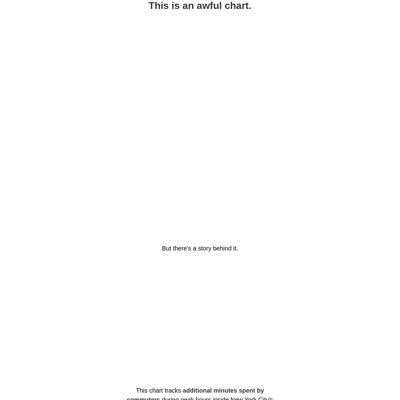 This is an awful chart.
But there's a story behind it.
This chart tracks additional minutes spent by
commuters during peak hours inside New York City's